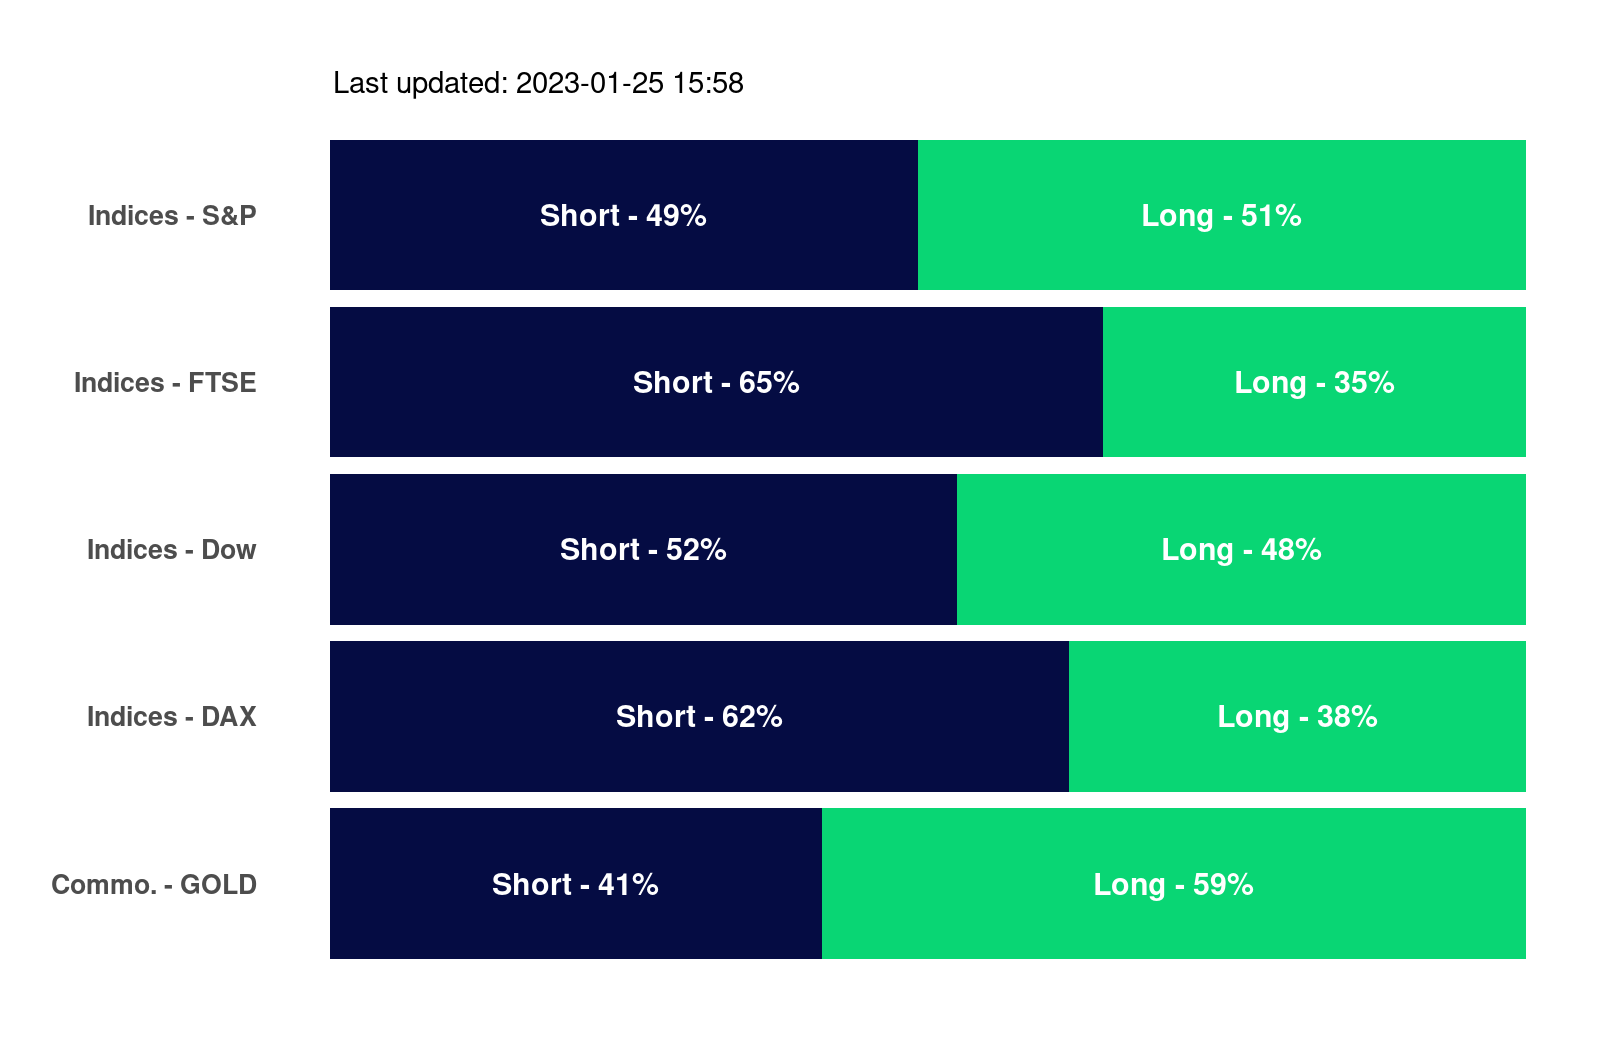 Last updated: 2023-01-25 15:58
Indices - S&P Short - 49% Long - 51%
Indices - FTSE Short - 65% Long - 35%
Indices - Dow Short - 52% Long - 48%
Indices - DAX Short - 62% Long - 38%
Commo. - GOLD Short - 41% Long - 59%